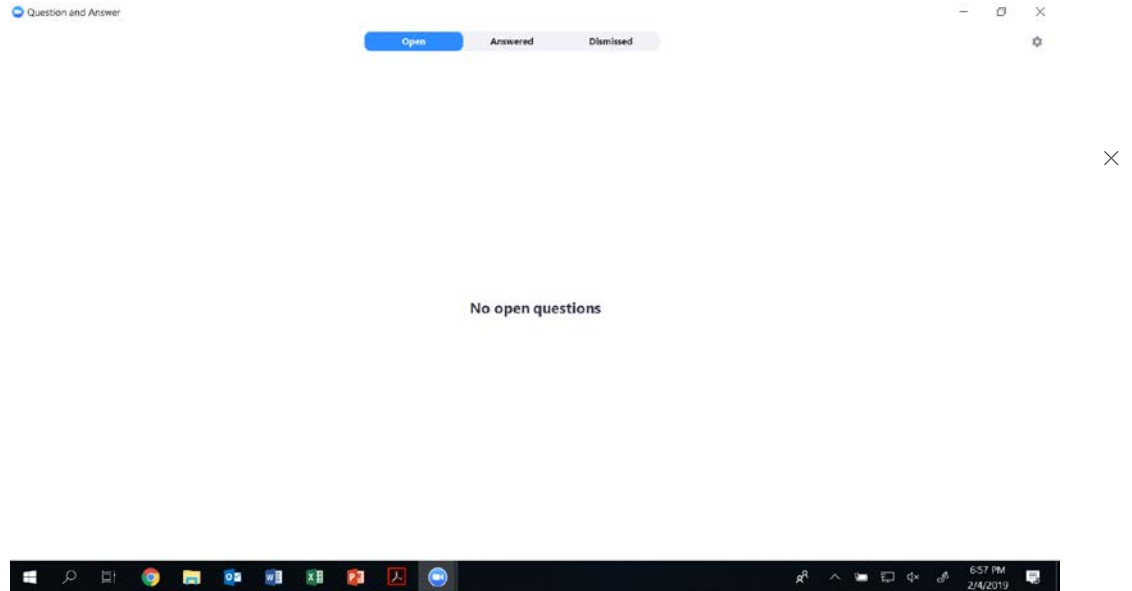 Question and Answer
Open Answered Dismissed
No open questions
6:57 PM
2/4/2019